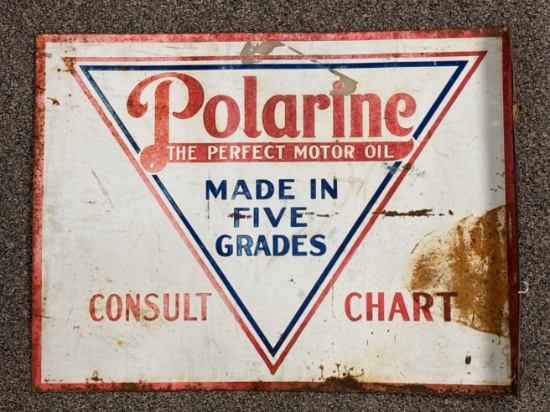 Polarine
THE PERFECT MOTOR OIL
MADE IN
FIVE
GRADES
CONSULT CHART